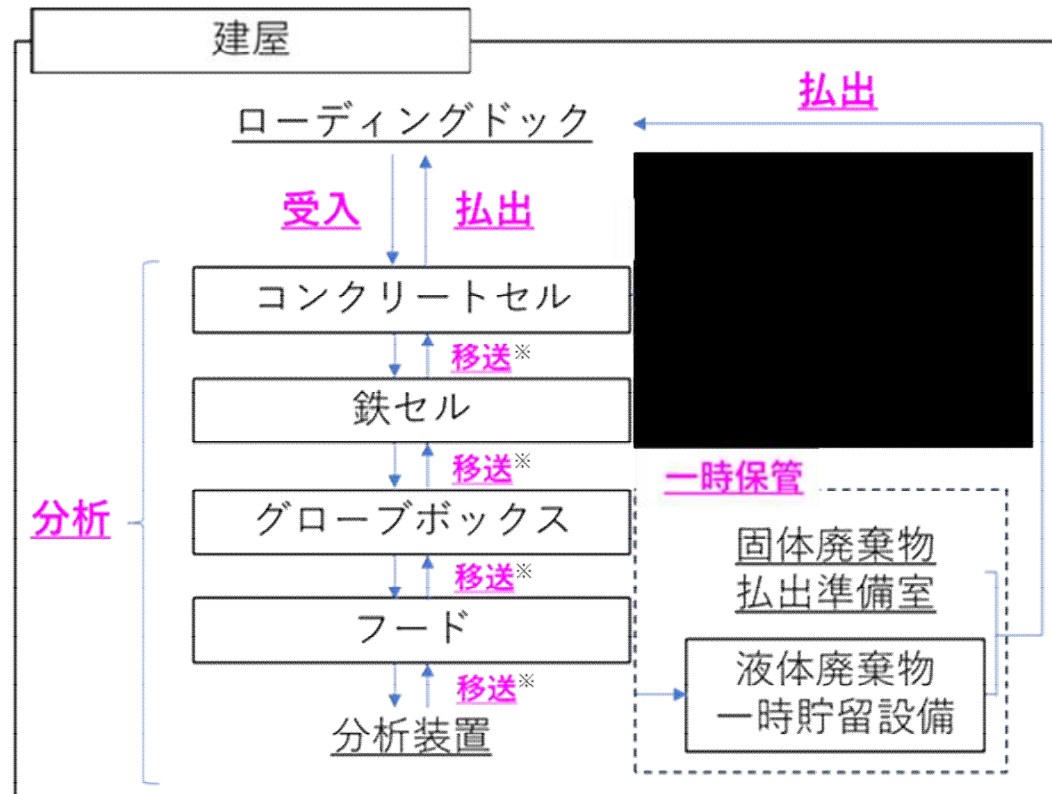 建屋
払出
ローディングドック
受入
払出
コンクリートセル
移送※
鉄セル
移送※
一時保管
分析
グローブボックス
固体廃棄物
払出準備室
移送※
フード
液体廃棄物
一時貯留設備
移送※
分析装置